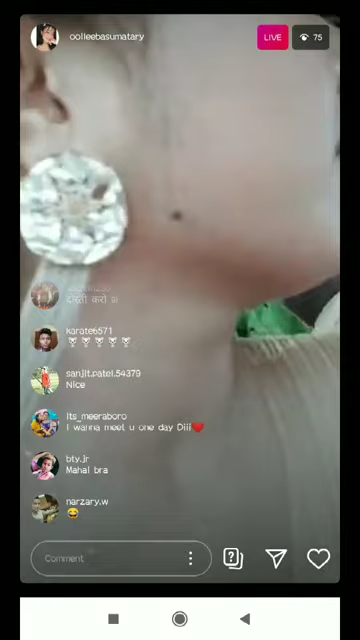 oolleebasumatary
LIVE
75
karate6571
sanjit.patel.54379
Nice
its_meeraboro
I wanna meet u one day Diii❤️
bty.jr
Mahal bra
narzary.w
😂
Comment